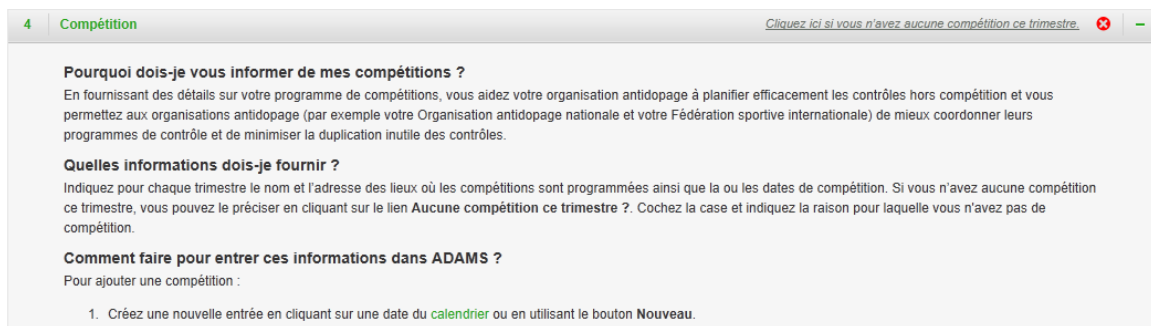 4 Compétition Cliquez ici si vous n'avez aucune compétition ce trimestre.
Pourquoi dois-je vous informer de mes compétitions ?
En fournissant des détails sur votre programme de compétitions, vous aidez votre organisation antidopage à planifier efficacement les contrôles hors compétition et vous
permettez aux organisations antidopage (par exemple votre Organisation antidopage nationale et votre Fédération sportive internationale) de mieux coordonner leurs
programmes de contrôle et de minimiser la duplication inutile des contrôles.
Quelles informations dois-je fournir ?
Indiquez pour chaque trimestre le nom et l'adresse des lieux où les compétitions sont programmées ainsi que la ou les dates de compétition. Si vous n'avez aucune compétition
ce trimestre, vous pouvez le préciser en cliquant sur le lien Aucune compétition ce trimestre ?. Cochez la case et indiquez la raison pour laquelle vous n'avez pas de
compétition.
Comment faire pour entrer ces informations dans ADAMS ?
Pour ajouter une compétition :
1. Créez une nouvelle entrée en cliquant sur une date du calendrier ou en utilisant le bouton Nouveau.